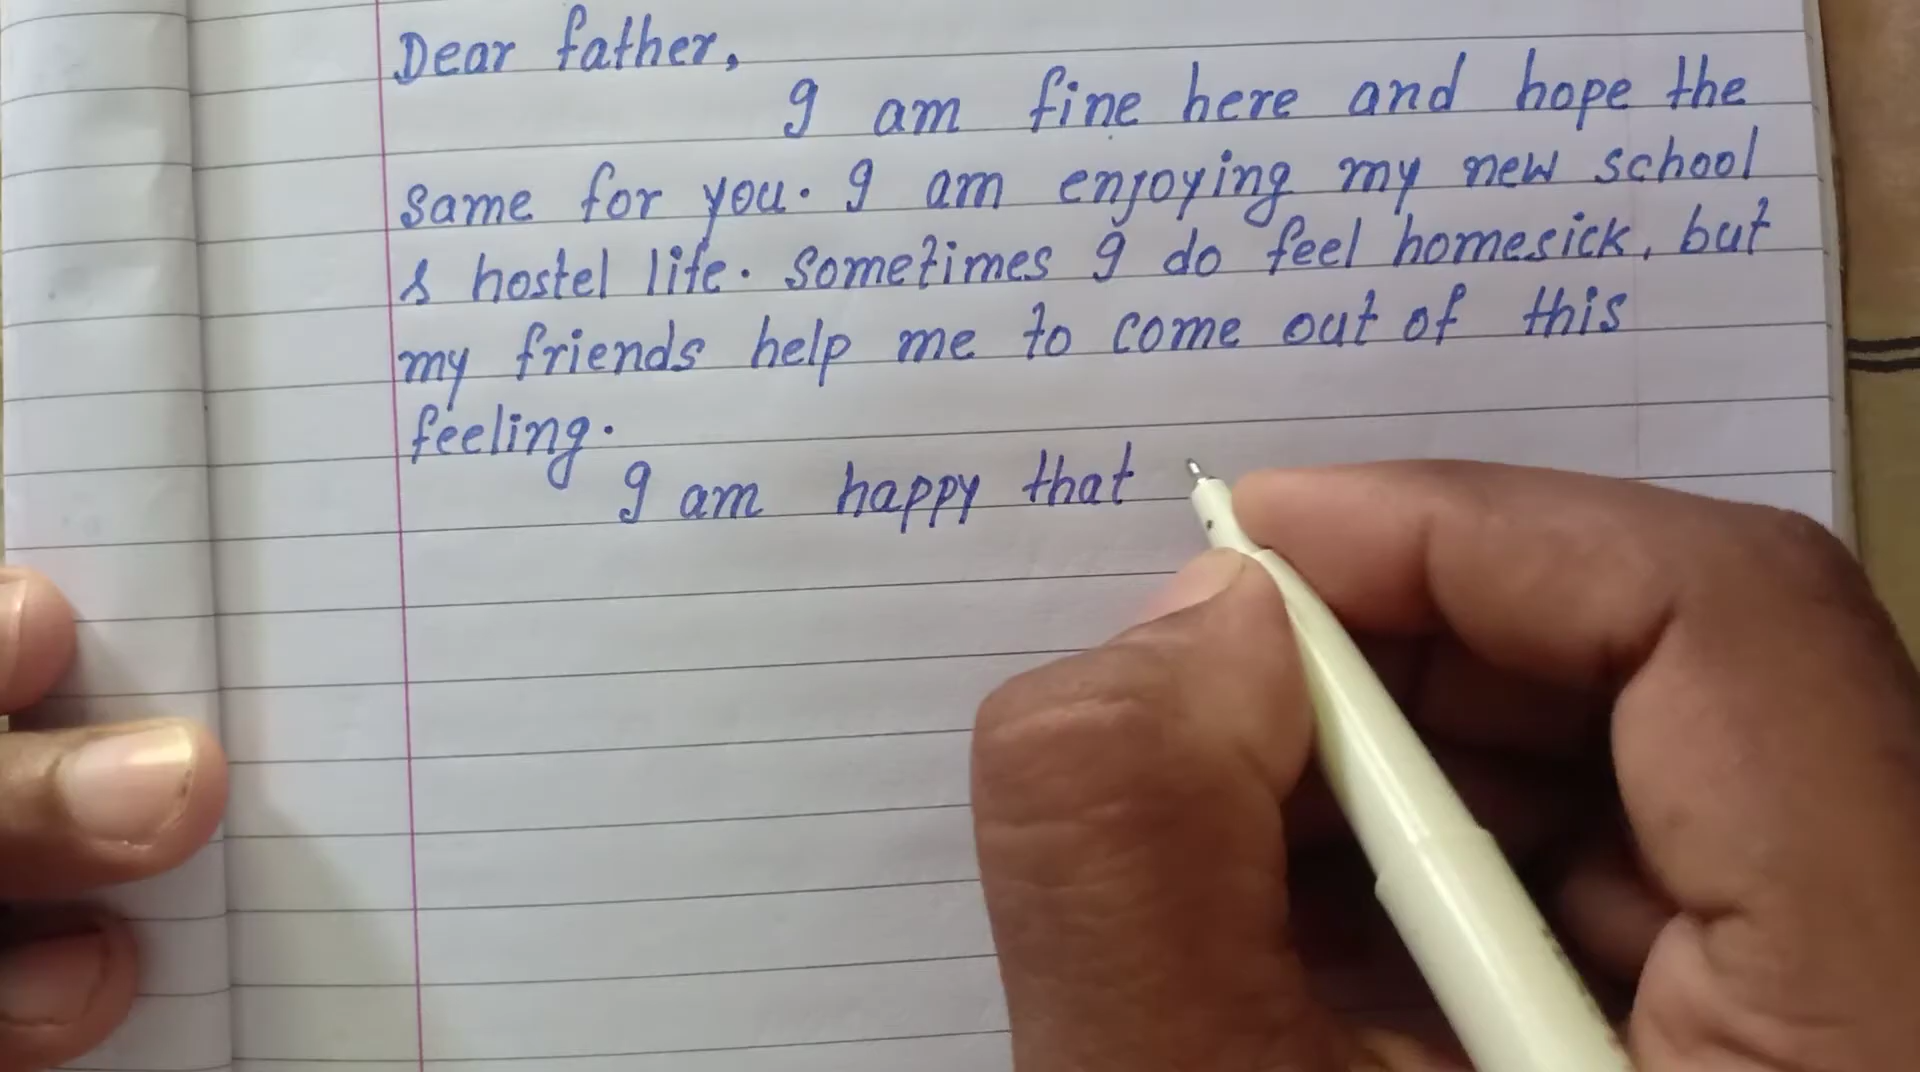 Dear father,
I am fine here and hope the
same for you. I am enjoying my new school
& hostel life. Sometimes I do feel homesick, but
my friends help me to come out of this
feeling.
I am happy that